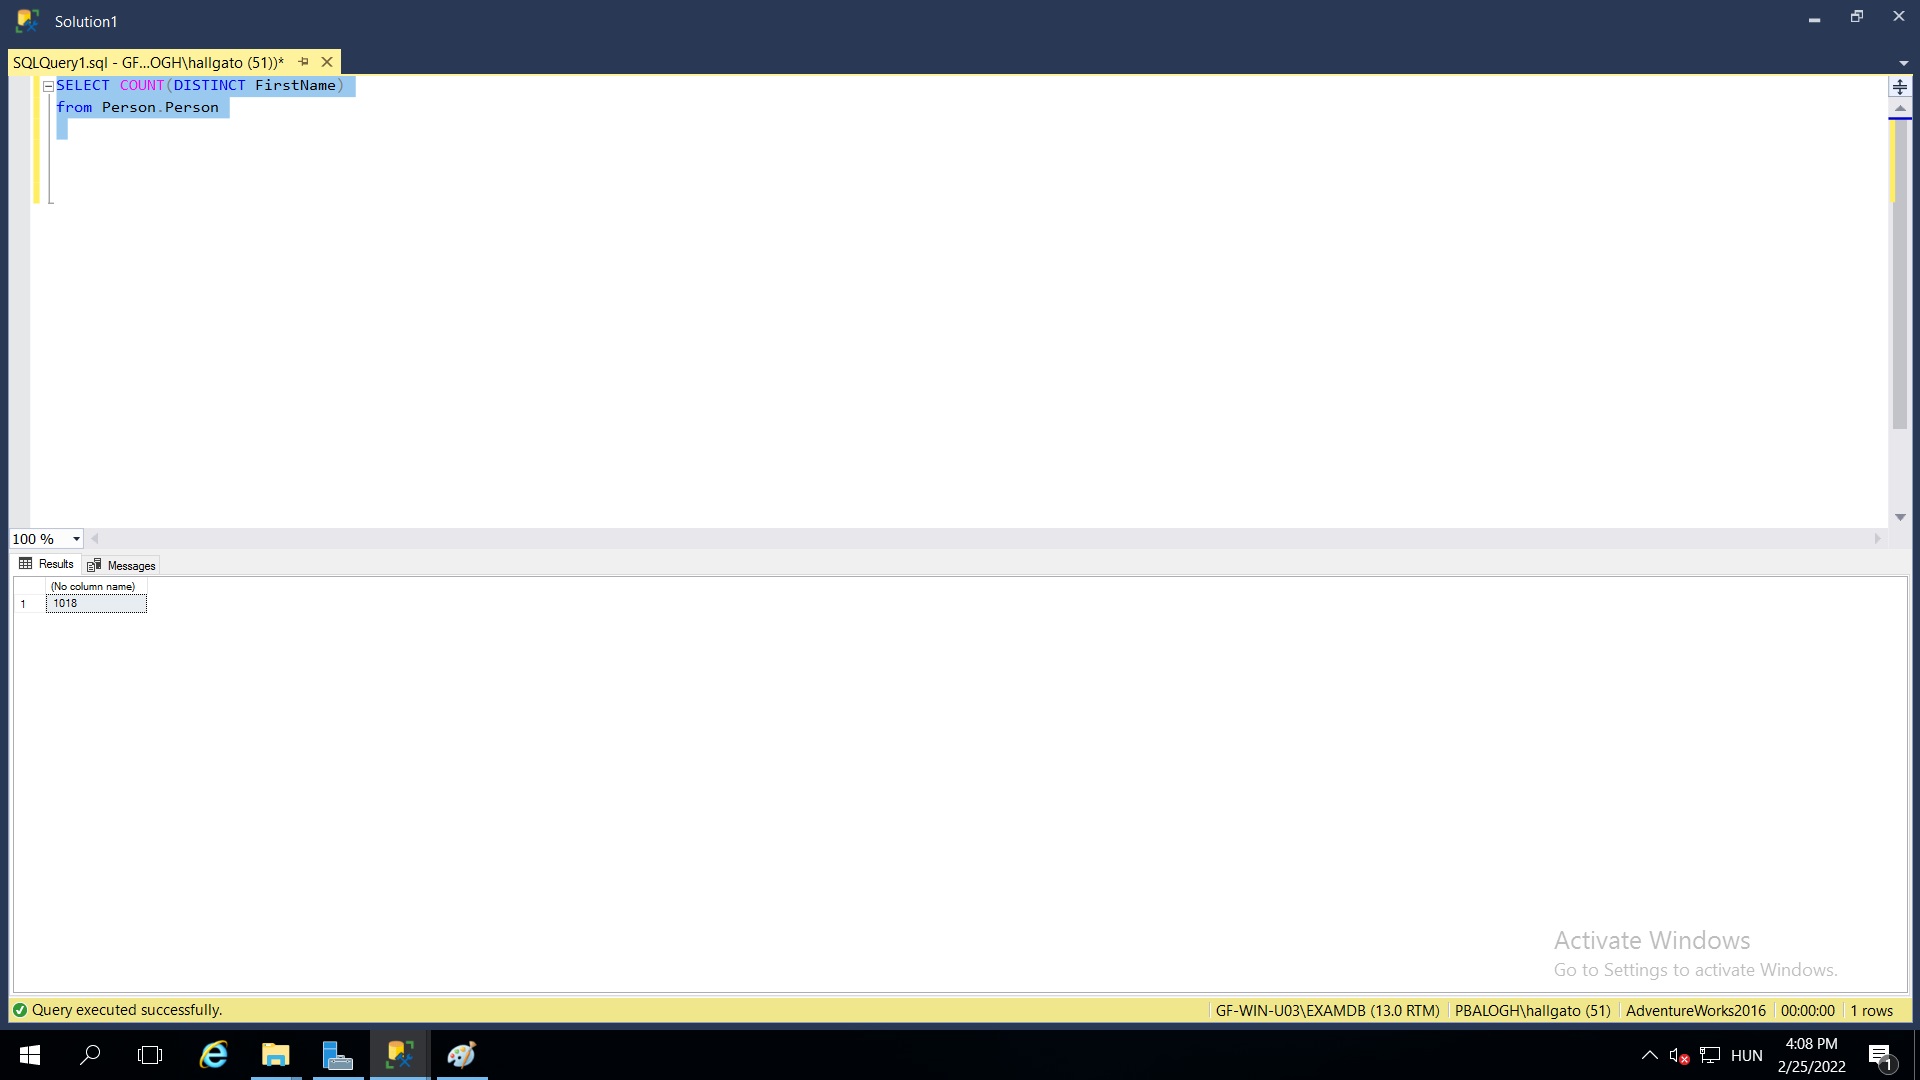 Solution1
SQLQuery1.sql - GF...OGH\hallgato (51))*
SELECT COUNT(DISTINCT FirstName)
from Person.Person
100 %
Results Messages
(No column name)
1 1018
Activate Windows
Go to Settings to activate Windows.
Query executed successfully. GF-WIN-U03\EXAMDB (13.0 RTM) PBALOGH\hallgato (51) AdventureWorks2016 00:00:00 1 rows
HUN
4:08 PM
2/25/2022
1